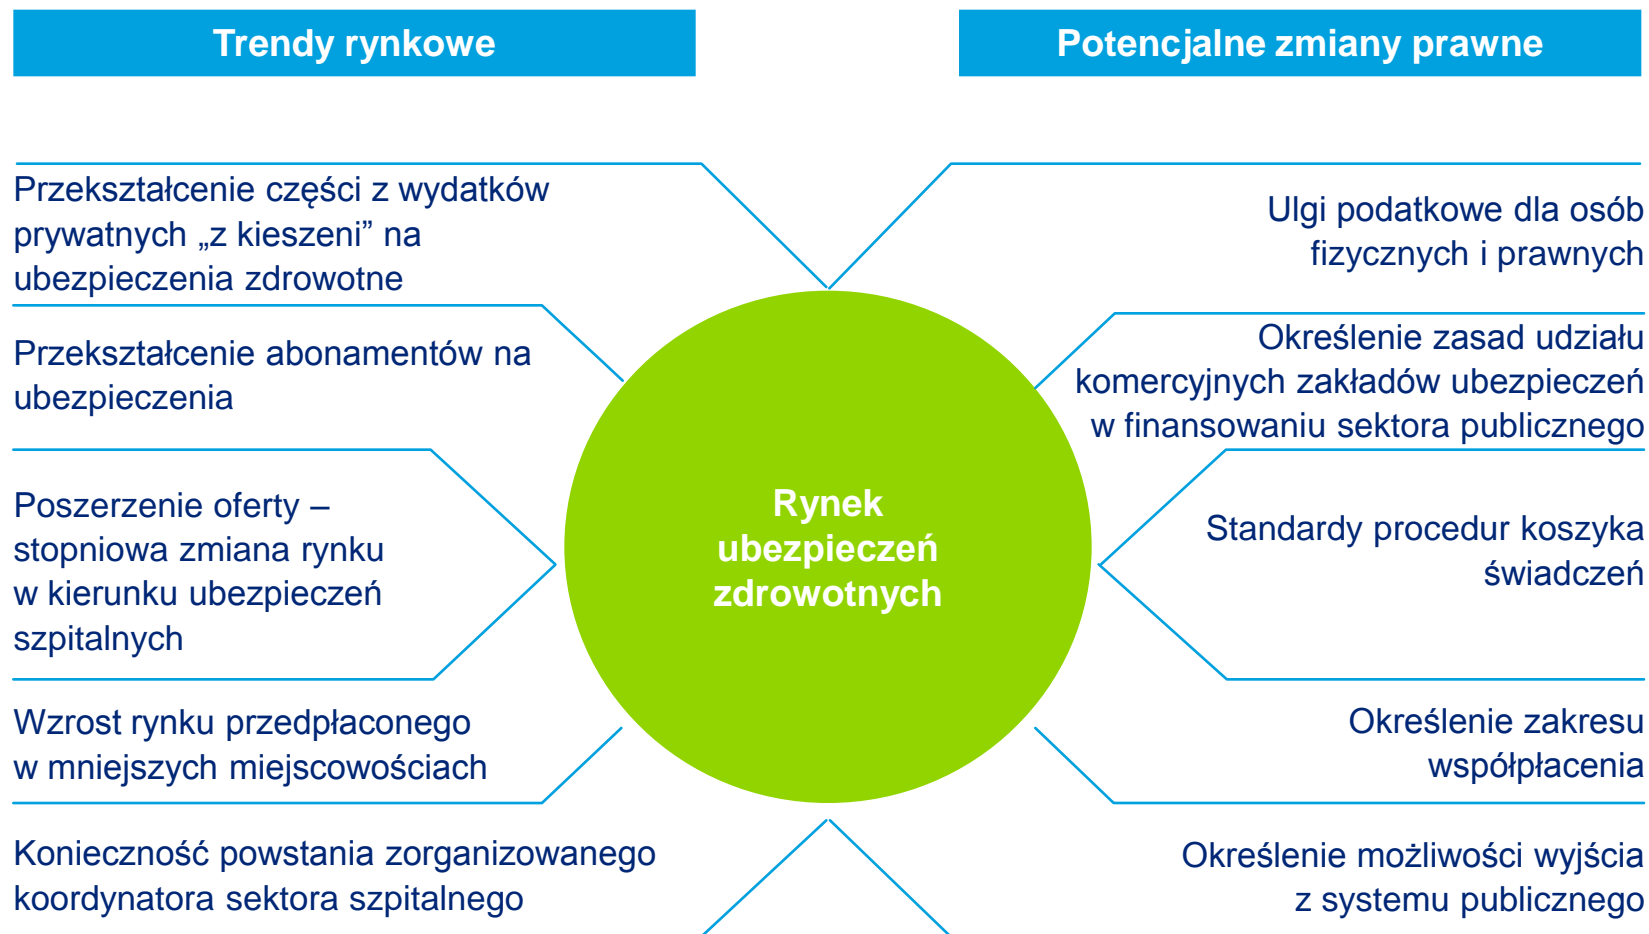 Trendy rynkowe
Potencjalne zmiany prawne
Przekształcenie części z wydatków
prywatnych „z kieszeni” na
ubezpieczenia zdrowotne
Przekształcenie abonamentów na
ubezpieczenia
Poszerzenie oferty –
stopniowa zmiana rynku
w kierunku ubezpieczeń
szpitalnych
Wzrost rynku przedpłaconego
w mniejszych miejscowościach
Konieczność powstania zorganizowanego
koordynatora sektora szpitalnego
Rynek
ubezpieczeń
zdrowotnych
Ulgi podatkowe dla osób
fizycznych i prawnych
Określenie zasad udziału
komercyjnych zakładów ubezpieczeń
w finansowaniu sektora publicznego
Standardy procedur koszyka
świadczeń
Określenie zakresu
współpłacenia
Określenie możliwości wyjścia
z systemu publicznego